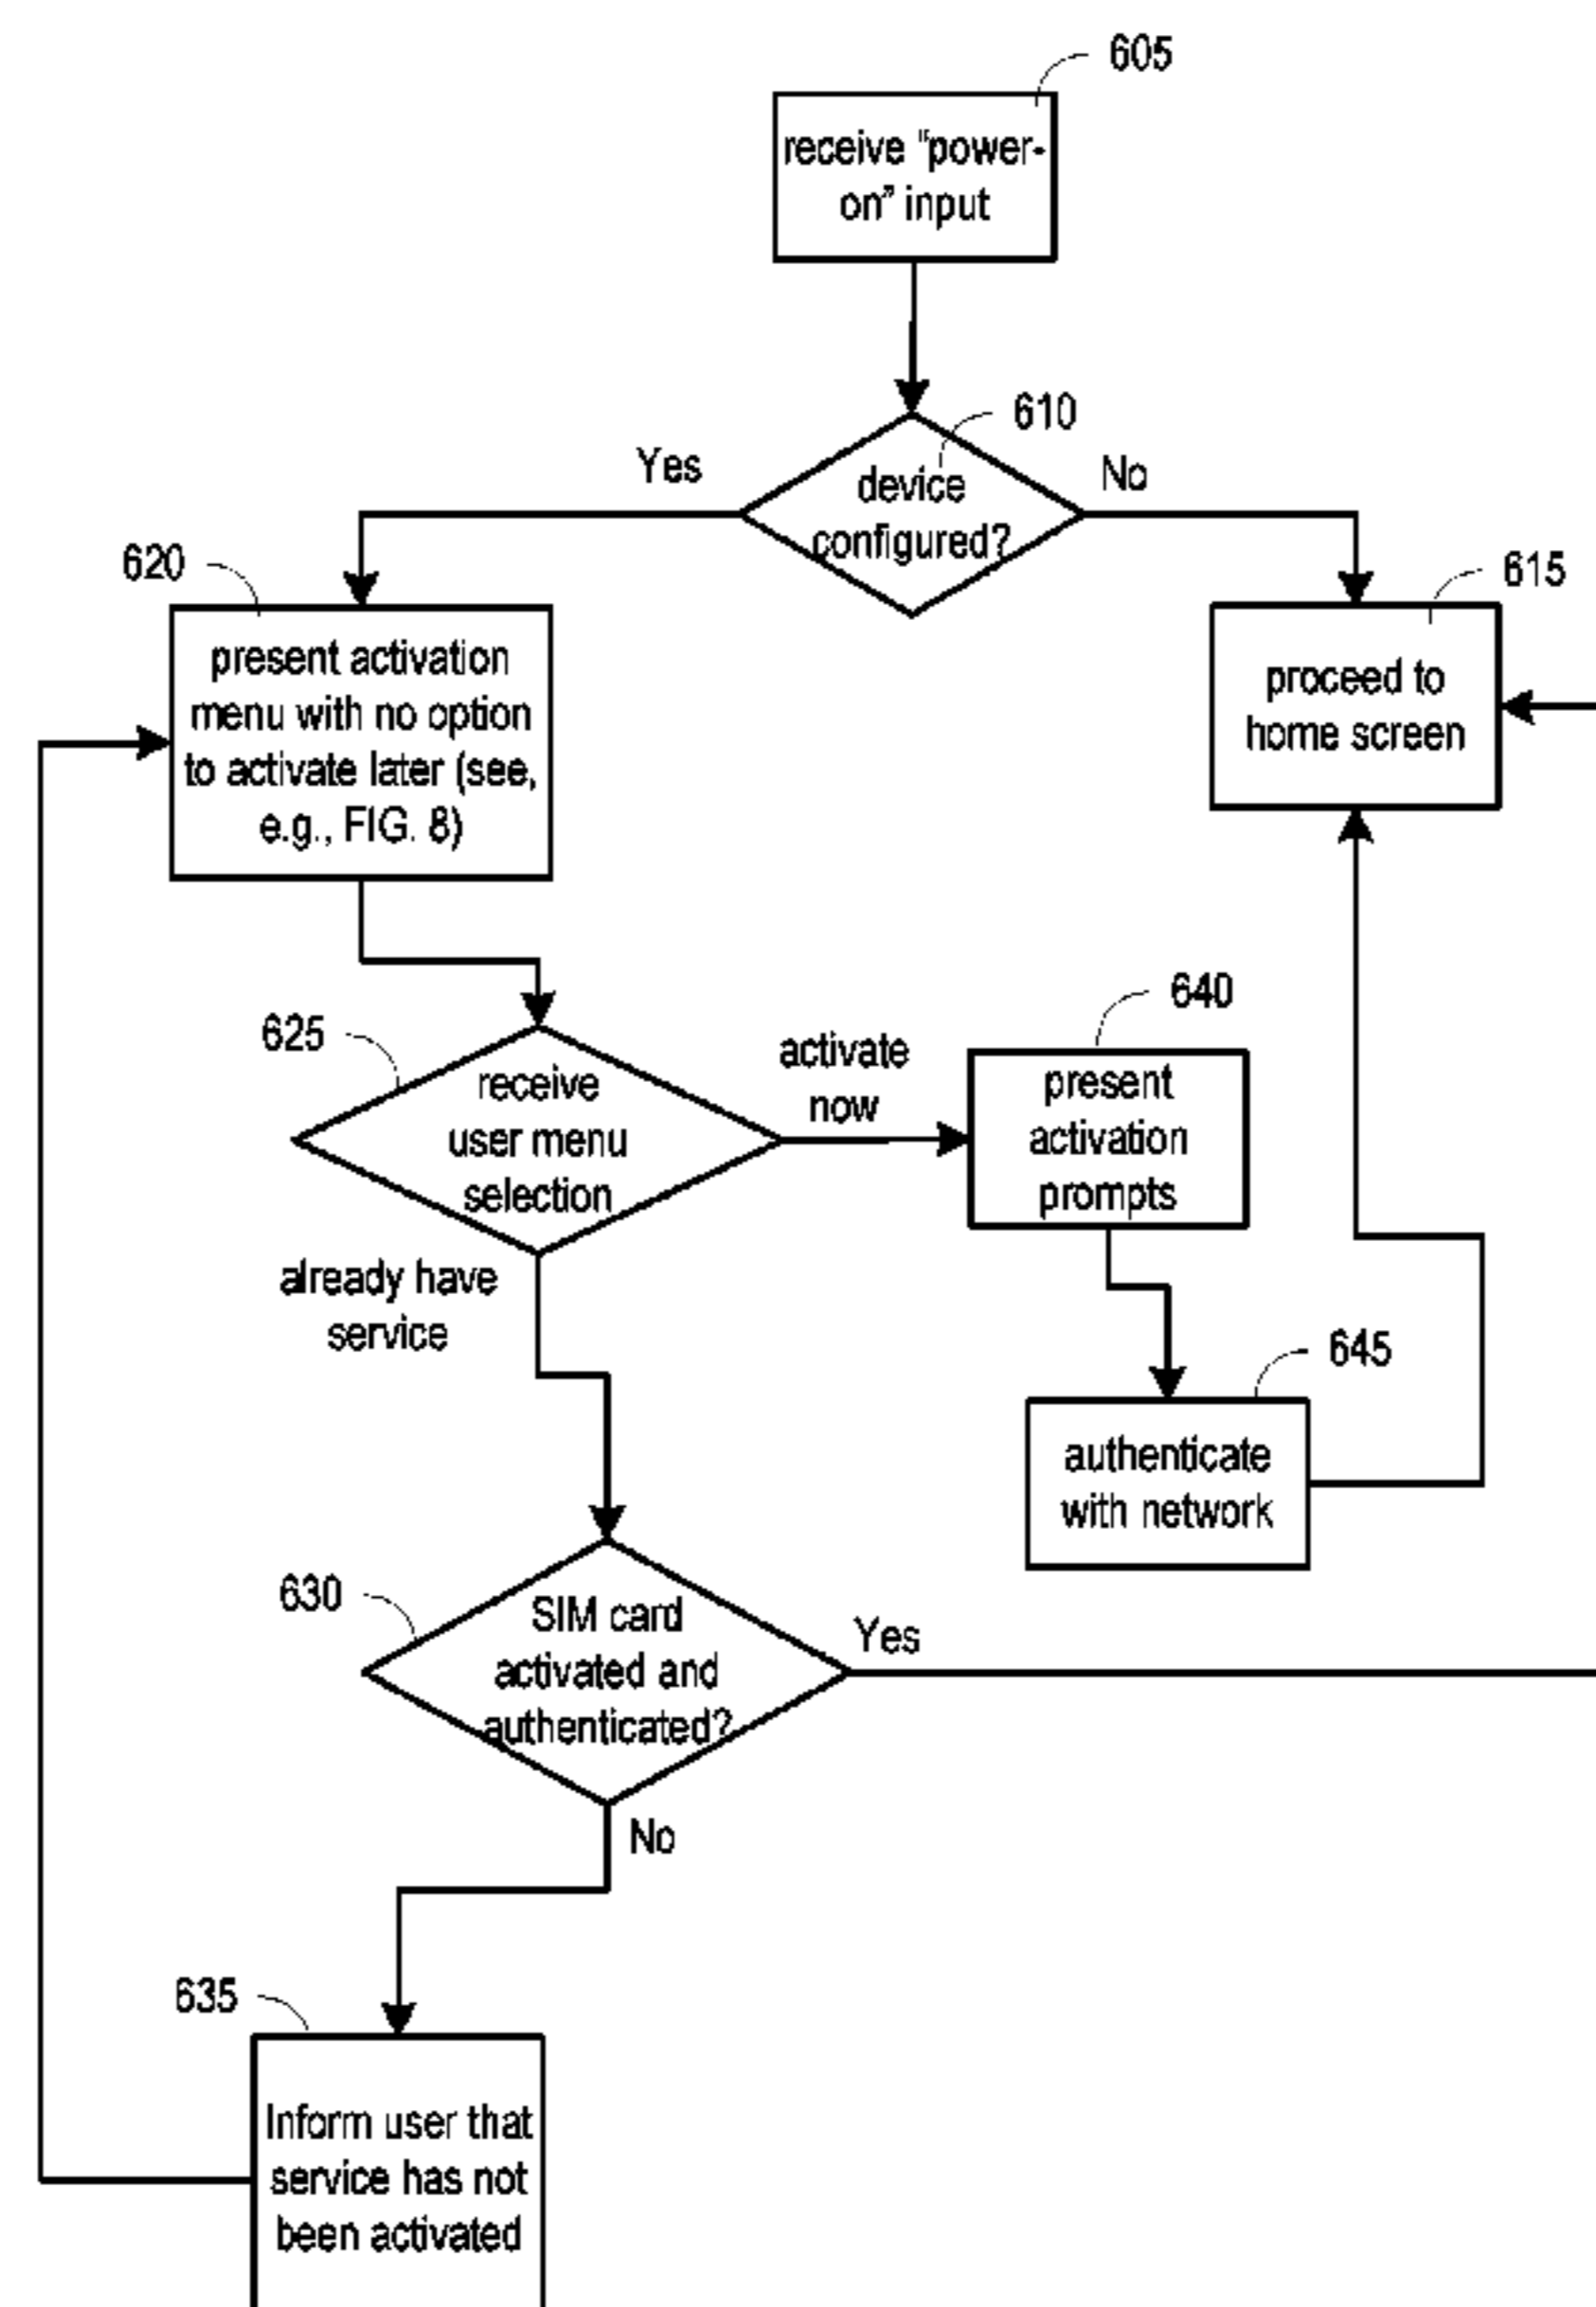 605
receive "power-
on" input
610
Yes
device
configured?
No
620
615
present activation
menu with no option
to activate later (see,
e.g., FIG. 8)
proceed to
home screen
625
receive
user menu
selection
activate
now
640
present
activation
prompts
already have
service
645
authenticate
with network
630
SIM card
activated and
authenticated?
Yes
No
635
Inform user that
service has not
been activated